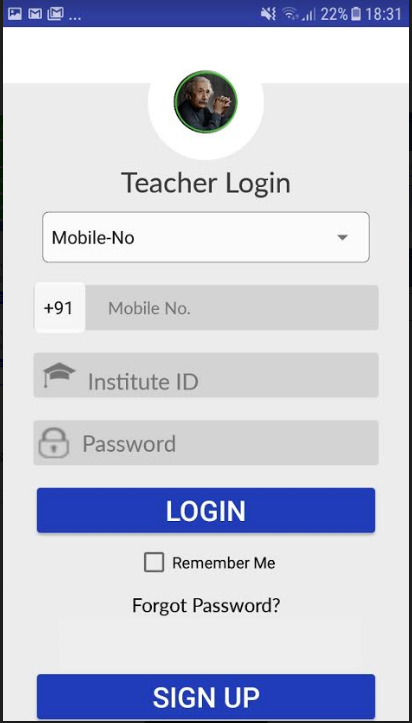 ... 22% 18:31
Teacher Login
Mobile-No
+91 Mobile No.
Institute ID
Password
LOGIN
Remember Me
Forgot Password?
SIGN UP